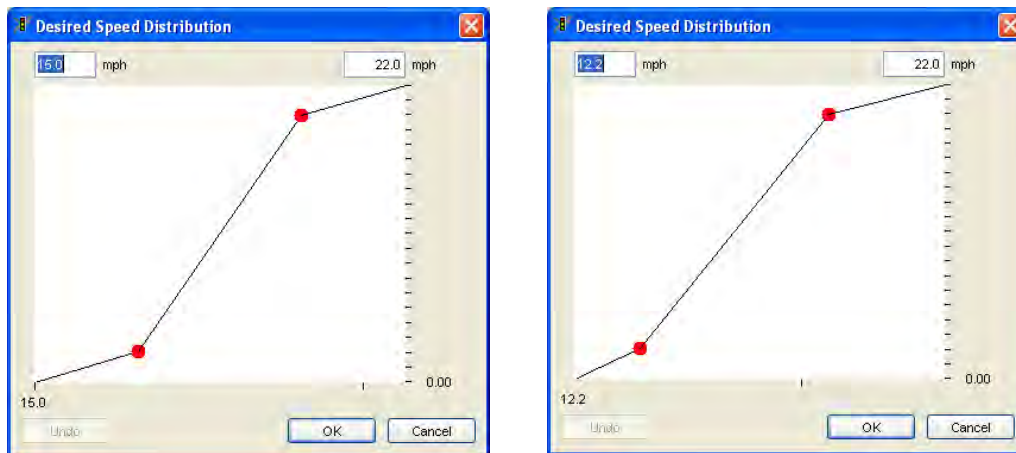 Desired Speed Distribution
15.0 mph 22.0 mph
0.00
15.0
Undo OK Cancel
Desired Speed Distribution
12.2 mph 22.0 mph
0.00
12.2
Undo OK Cancel